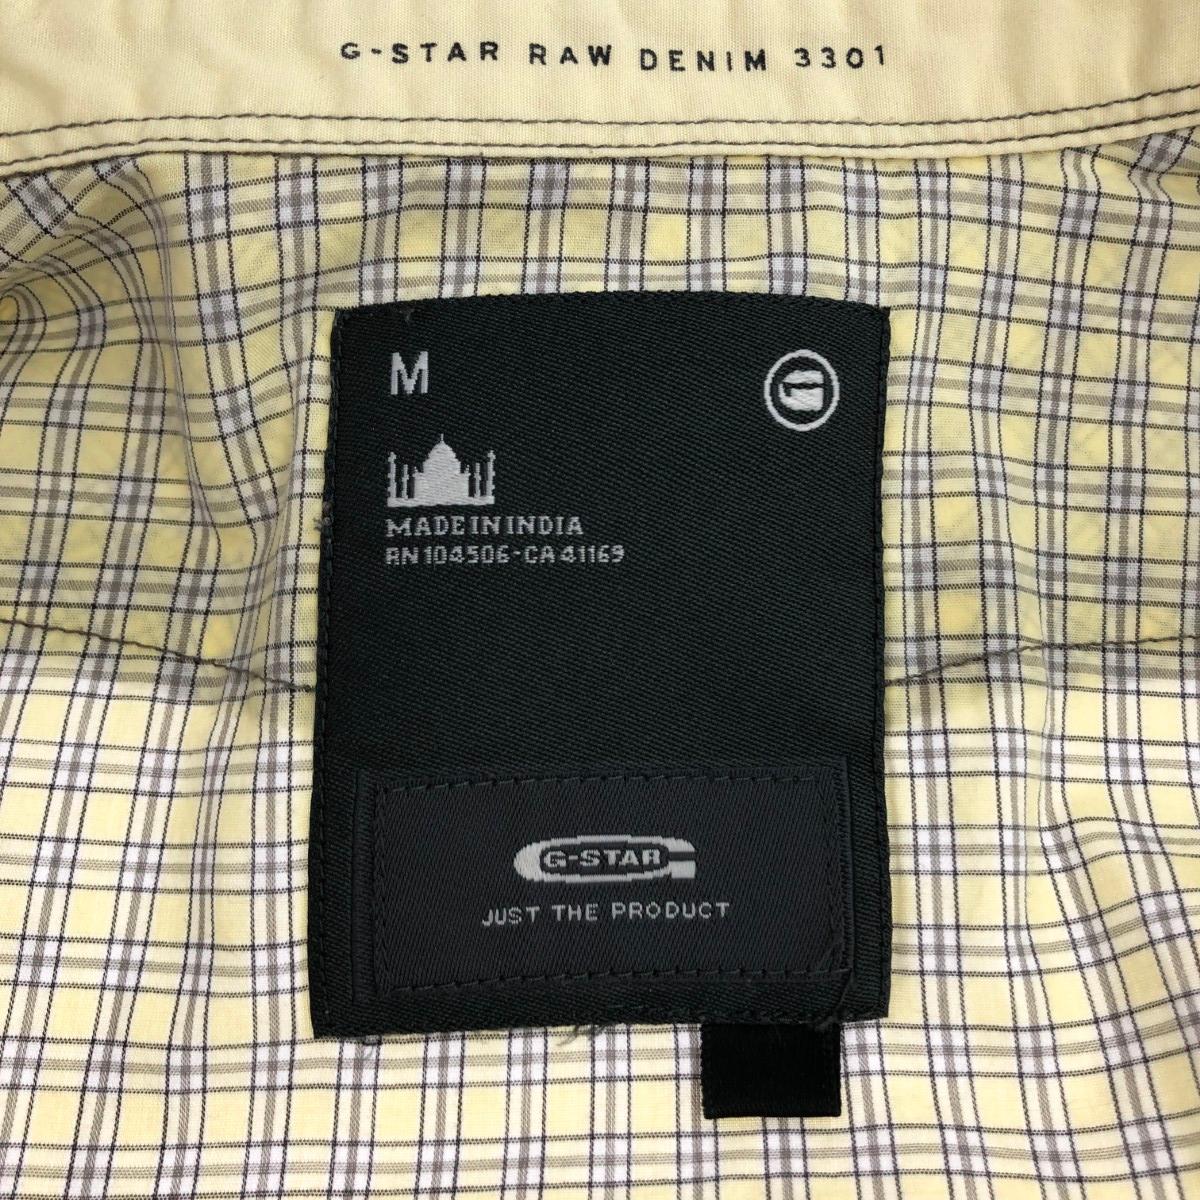 G-STAR RAW DENIM 3301
M
MADE IN INDIA
RN 104506-CA 41169
G-STAR
JUST THE PRODUCT